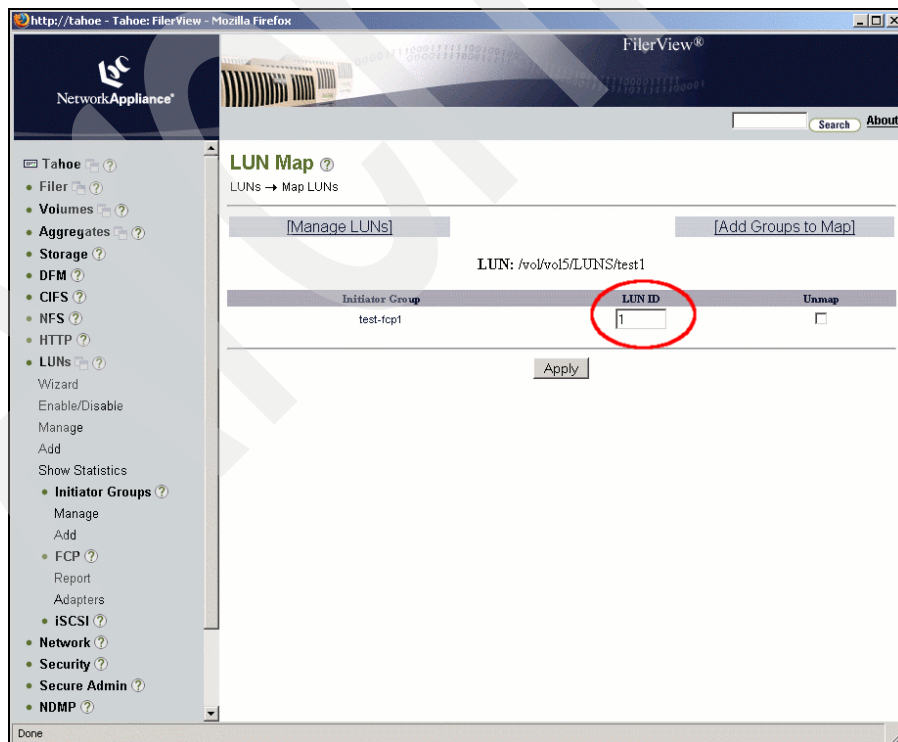 http://tahoe - Tahoe: FilerView - Mozilla Firefox
FilerView®
NetworkAppliance®
Search About
Tahoe
Filer
Volumes
Aggregates
Storage
DFM
CIFS
NFS
HTTP
LUNs
Wizard
Enable/Disable
Manage
Add
Show Statistics
Initiator Groups
Manage
Add
FCP
Report
Adapters
iSCSI
Network
Security
Secure Admin
NDMP
LUN Map
LUNs → Map LUNs
[Manage LUNs] [Add Groups to Map]
LUN: /vol/vol5/LUNS/test1
Initiator Group LUN ID Unmap
test-fcp1 1
Apply
Done